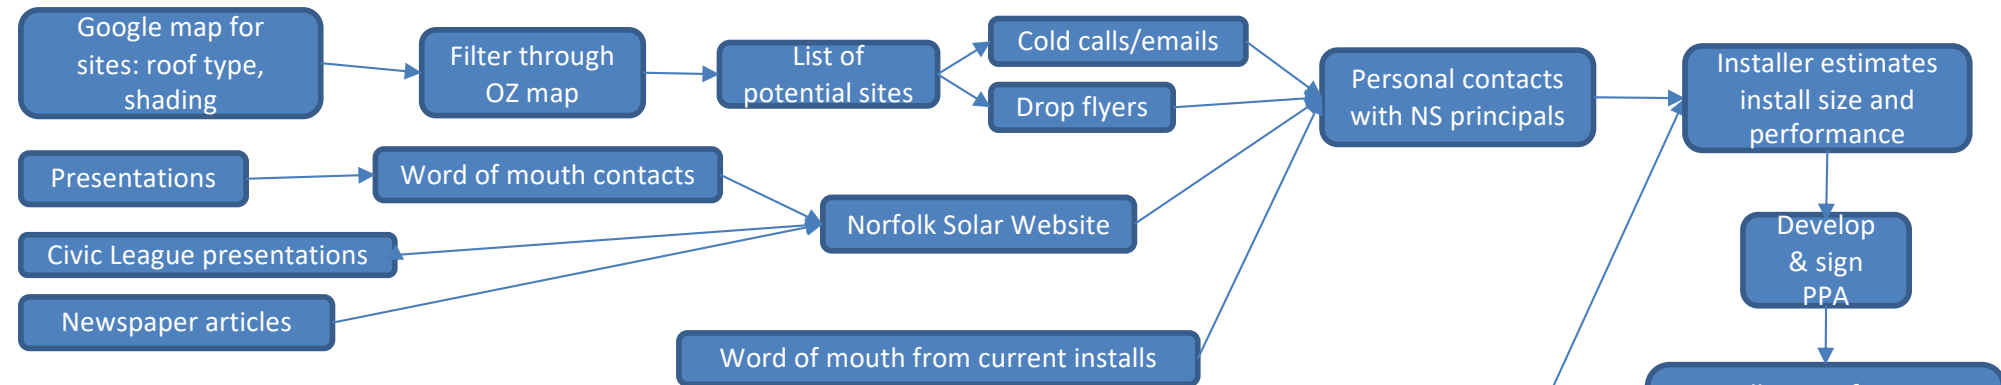 Google map for
sites: roof type,
shading
Filter through
OZ map
List of
potential sites
Cold calls/emails
Drop flyers
Personal contacts
with NS principals
Installer estimates
install size and
performance
Presentations
Word of mouth contacts
Norfolk Solar Website
Civic League presentations
Newspaper articles
Word of mouth from current installs
Develop
& sign
PPA